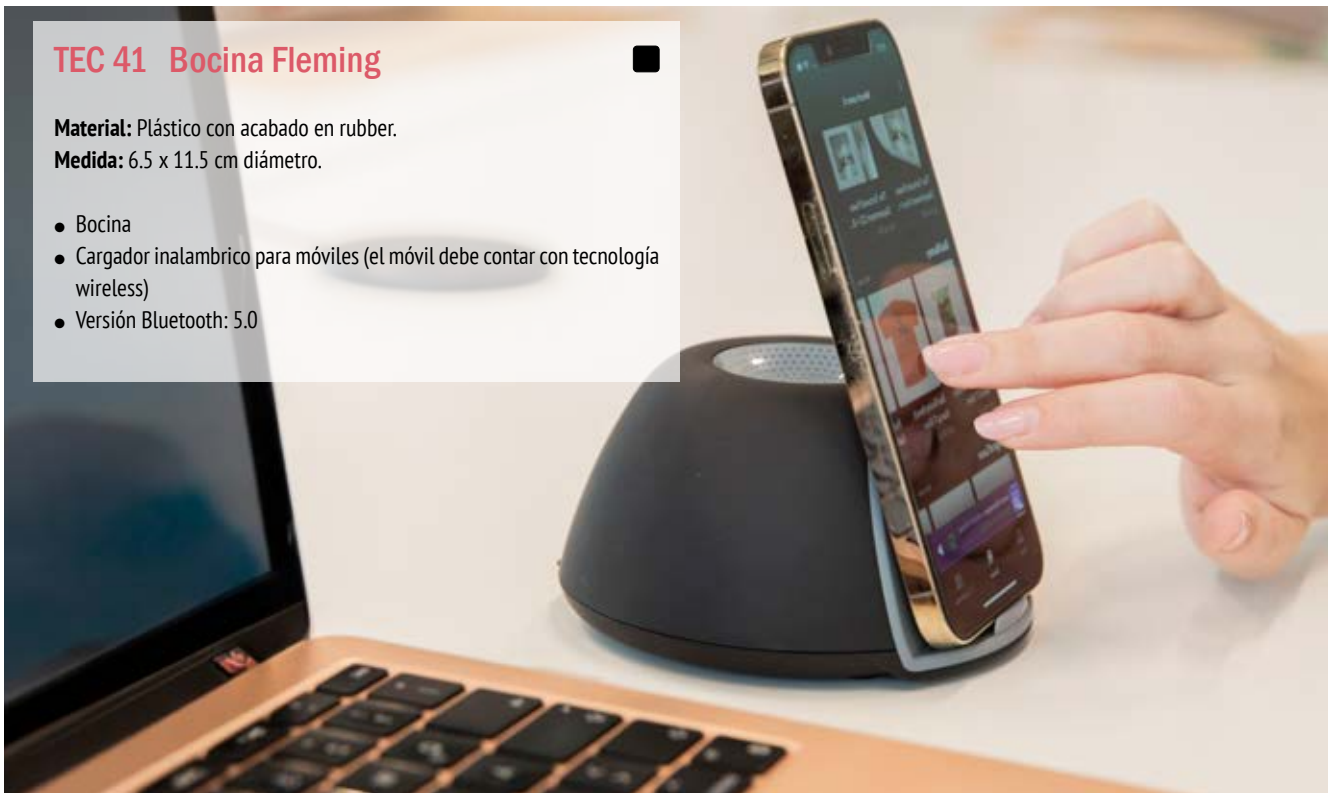 TEC 41 Bocina Fleming
Material: Plástico con acabado en rubber.
Medida: 6.5 x 11.5 cm diámetro.
● Bocina
● Cargador inalambrico para móviles (el móvil debe contar con tecnología
wireless)
● Versión Bluetooth: 5.0